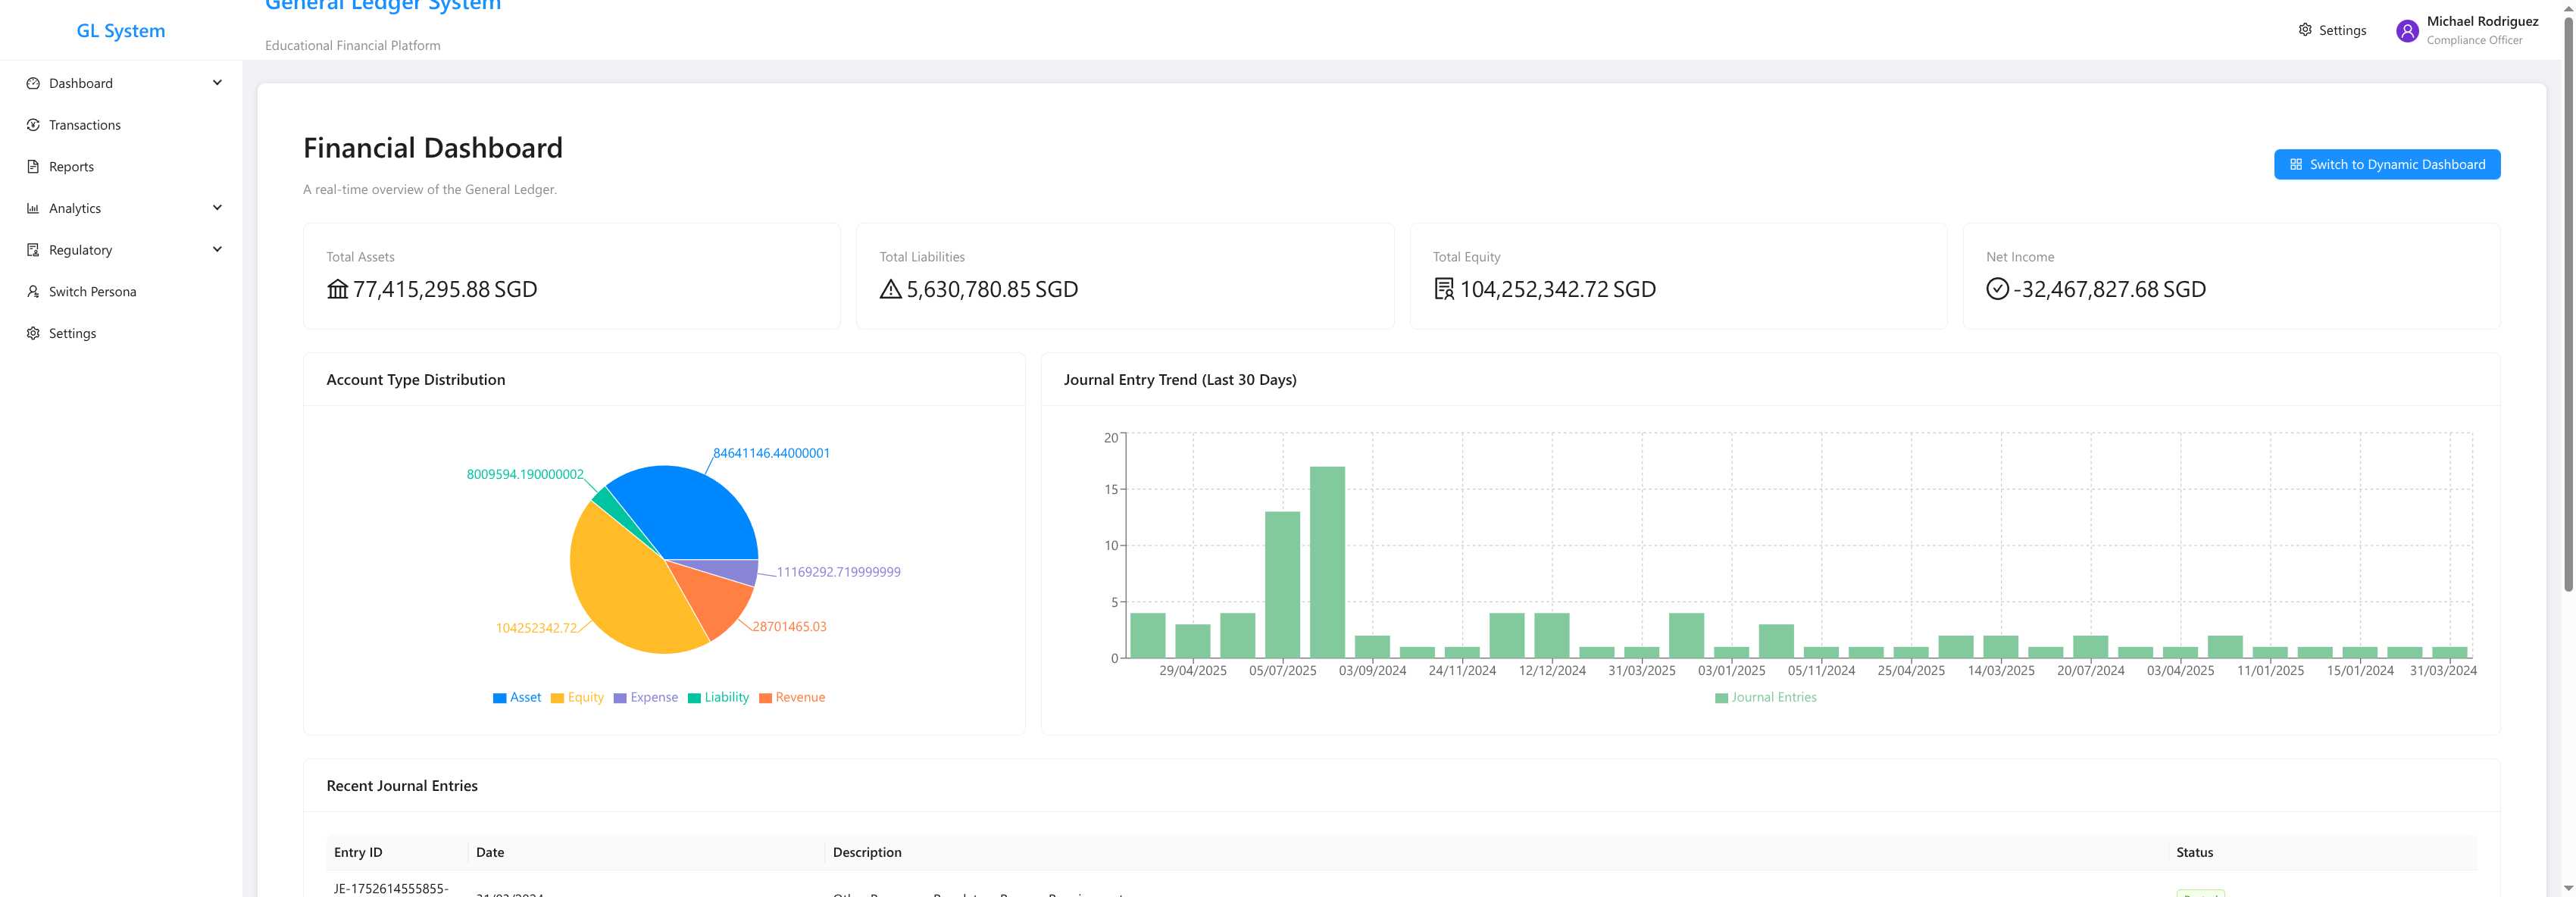 General Ledger System
GL System
Educational Financial Platform
Settings
Michael Rodriguez
Compliance Officer
Dashboard
Transactions
Reports
Analytics
Regulatory
Switch Persona
Settings
Financial Dashboard
A real-time overview of the General Ledger.
Switch to Dynamic Dashboard
Total Assets
77,415,295.88 SGD
Total Liabilities
5,630,780.85 SGD
Total Equity
104,252,342.72 SGD
Net Income
-32,467,827.68 SGD
Account Type Distribution
84641146.44000001
8009594.190000002
11169292.719999999
104252342.72
28701465.03
Asset Equity Expense Liability Revenue
Journal Entry Trend (Last 30 Days)
20
15
10
5
0
29/04/2025 05/07/2025 03/09/2024 24/11/2024 12/12/2024 31/03/2025 03/01/2025 05/11/2024 25/04/2025 14/03/2025 20/07/2024 03/04/2025 11/01/2025 15/01/2024 31/03/2024
Journal Entries
Recent Journal Entries
Entry ID Date Description Status
JE-1752614555855-